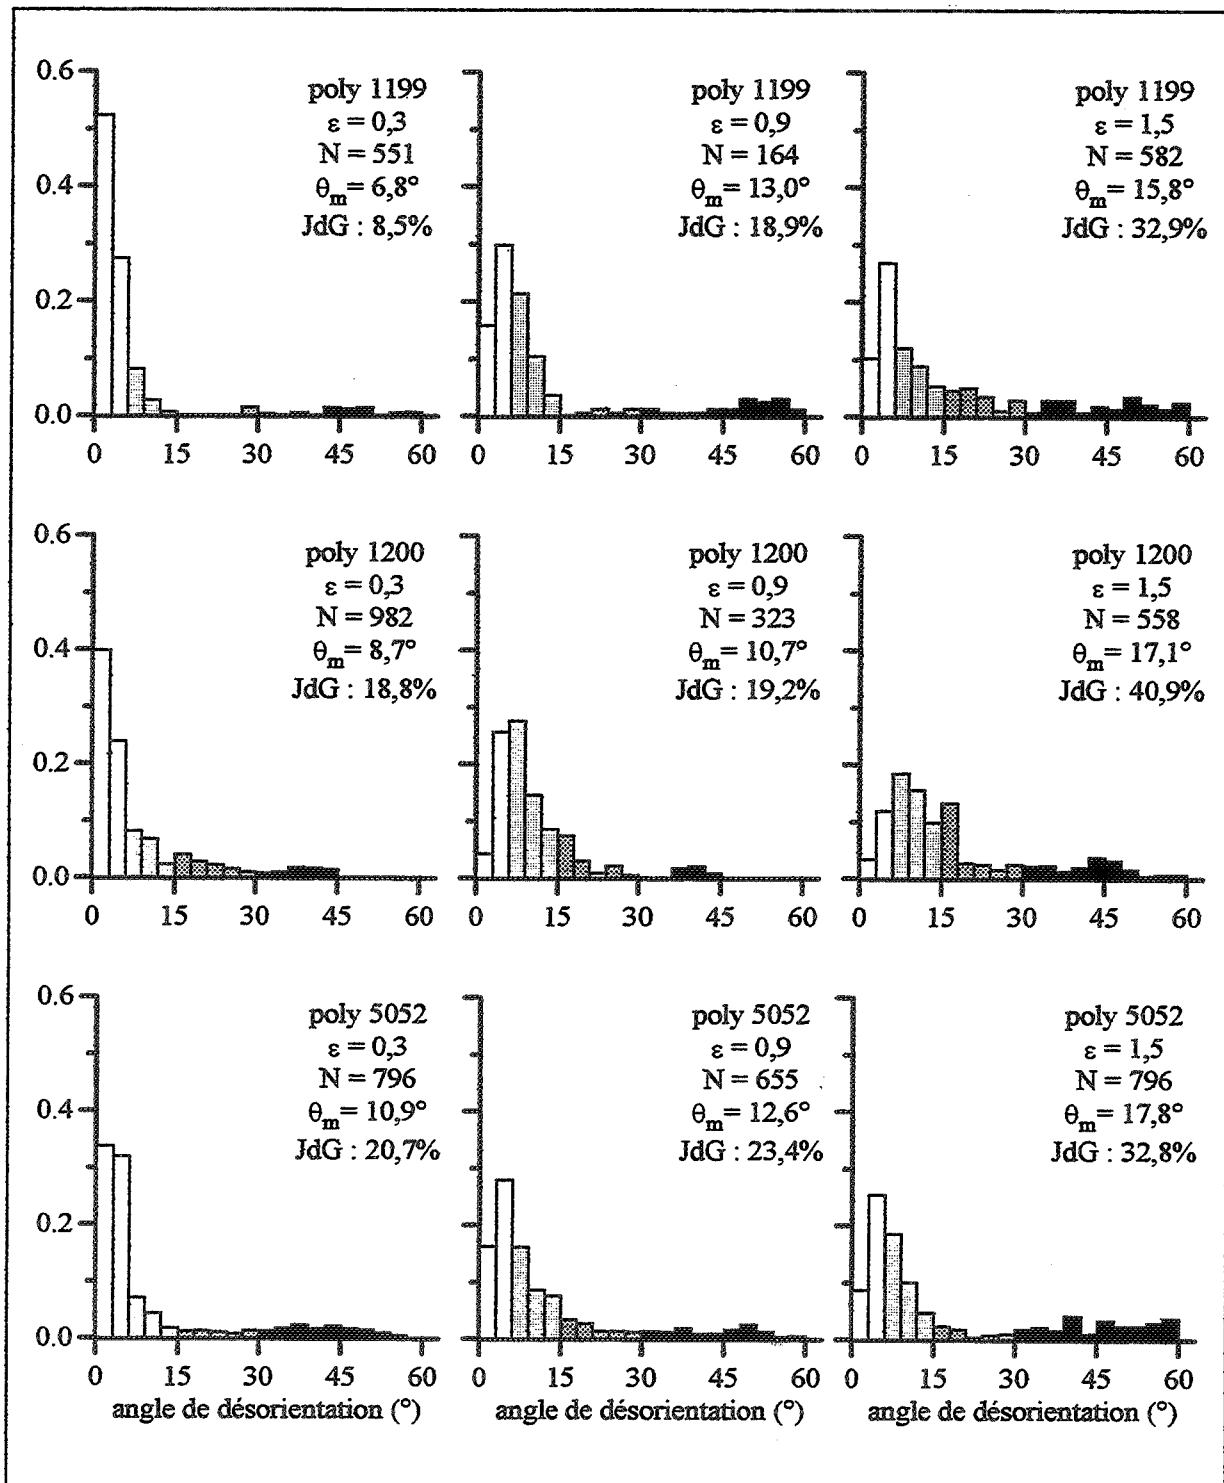 0.6
0.4
0.2
0.0
0 15 30 45 60
poly 1199
ε = 0,3
N = 551
θm= 6,8°
JdG : 8,5%
0 15 30 45 60
poly 1199
ε = 0,9
N = 164
θm= 13,0°
JdG : 18,9%
0 15 30 45 60
poly 1199
ε = 1,5
N = 582
θm= 15,8°
JdG : 32,9%
0.6
0.4
0.2
0.0
0 15 30 45 60
poly 1200
ε = 0,3
N = 982
θm= 8,7°
JdG : 18,8%
0 15 30 45 60
poly 1200
ε = 0,9
N = 323
θm= 10,7°
JdG : 19,2%
0 15 30 45 60
poly 1200
ε = 1,5
N = 558
θm= 17,1°
JdG : 40,9%
0 15 30 45 60
0.6
0.4
0.2
0.0
poly 5052
ε = 0,3
N = 796
θm= 10,9°
JdG : 20,7%
0 15 30 45 60
angle de désorientation (°)
poly 5052
ε = 0,9
N = 655
θm= 12,6°
JdG : 23,4%
0 15 30 45 60
angle de désorientation (°)
poly 5052
ε = 1,5
N = 796
θm= 17,8°
JdG : 32,8%
angle de désorientation (°)